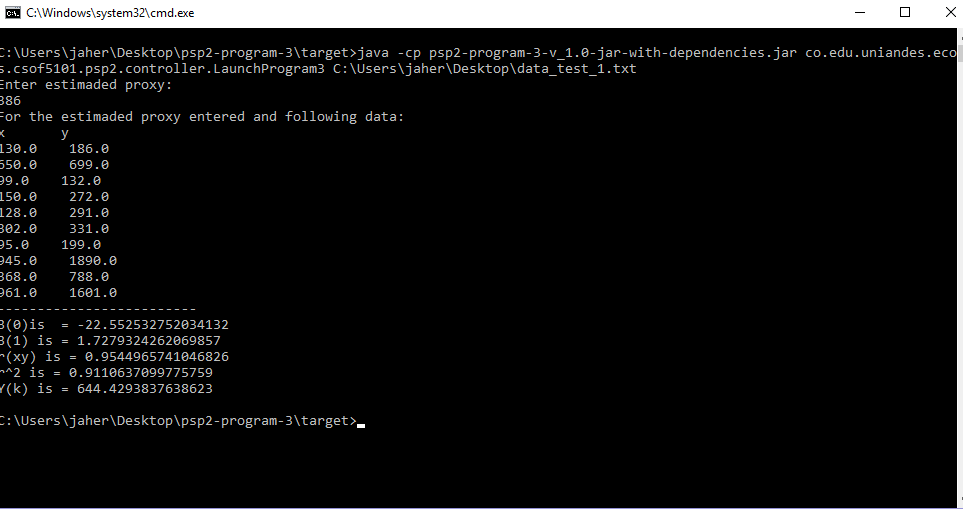 C:\Windows\system32\cmd.exe
C:\Users\jaher\Desktop\psp2-program-3\target>java -cp psp2-program-3-v_1.0-jar-with-dependencies.jar co.edu.uniandes.eco
s.csof5101.psp2.controller.LaunchProgram3 C:\Users\jaher\Desktop\data_test_1.txt
Enter estimaded proxy:
386
For the estimaded proxy entered and following data:
x y
130.0 186.0
650.0 699.0
99.0 132.0
150.0 272.0
128.0 291.0
302.0 331.0
95.0 199.0
945.0 1890.0
368.0 788.0
961.0 1601.0
-------------------------
B(0)is = -22.552532752034132
B(1) is = 1.7279324262069857
r(xy) is = 0.9544965741046826
r^2 is = 0.9110637099775759
Y(k) is = 644.4293837638623
C:\Users\jaher\Desktop\psp2-program-3\target>